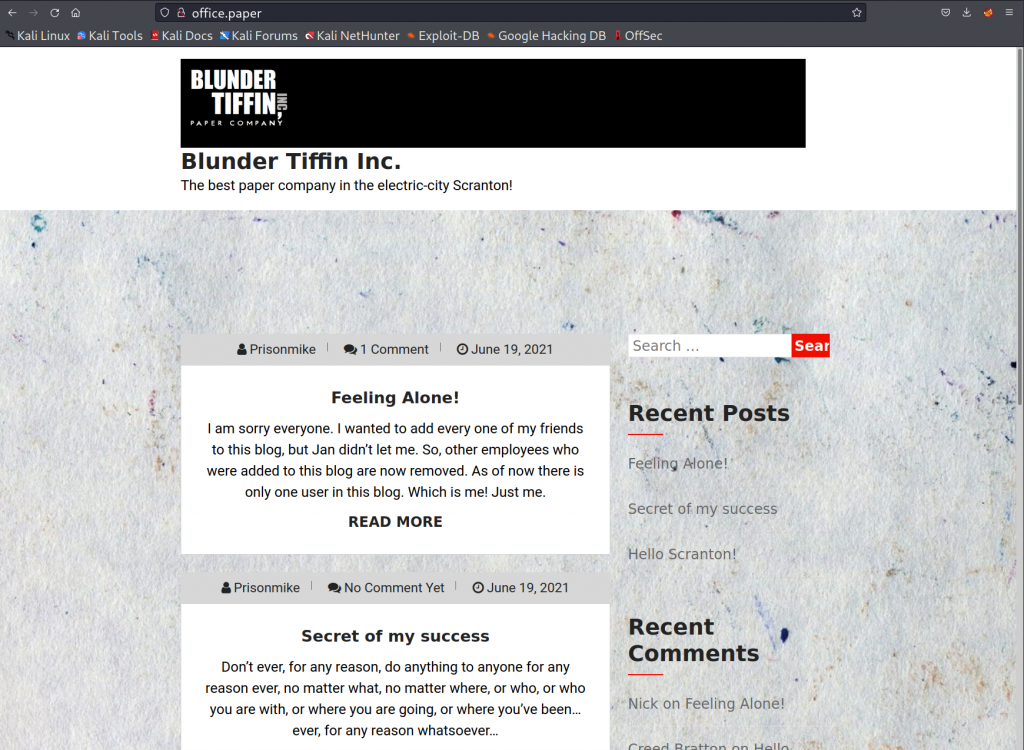 office.paper
Kali Linux Kali Tools Kali Docs Kali Forums Kali NetHunter Exploit-DB Google Hacking DB OffSec
BLUNDER
TIFFIN, INC.
PAPER COMPANY
Blunder Tiffin Inc.
The best paper company in the electric-city Scranton!
Prisonmike 1 Comment June 19, 2021
Feeling Alone!
I am sorry everyone. I wanted to add every one of my friends
to this blog, but Jan didn’t let me. So, other employees who
were added to this blog are now removed. As of now there is
only one user in this blog. Which is me! Just me.
READ MORE
Prisonmike No Comment Yet June 19, 2021
Secret of my success
Don’t ever, for any reason, do anything to anyone for any
reason ever, no matter what, no matter where, or who, or who
you are with, or where you are going, or where you’ve been…
ever, for any reason whatsoever…
Search … Sear
Recent Posts
Feeling Alone!
Secret of my success
Hello Scranton!
Recent
Comments
Nick on Feeling Alone!
Creed Bratton on Hello